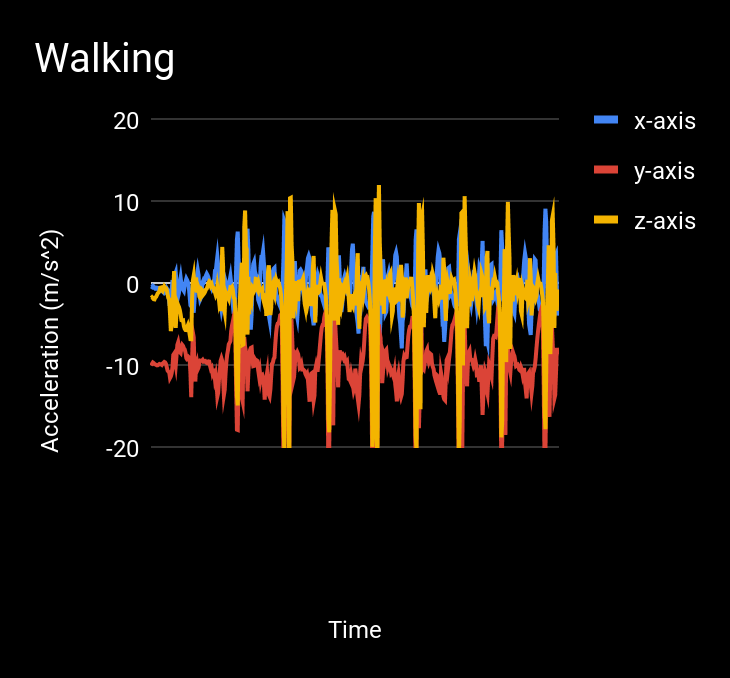 Walking
20
10
0
-10
-20
Acceleration (m/s^2)
Time
x-axis
y-axis
z-axis